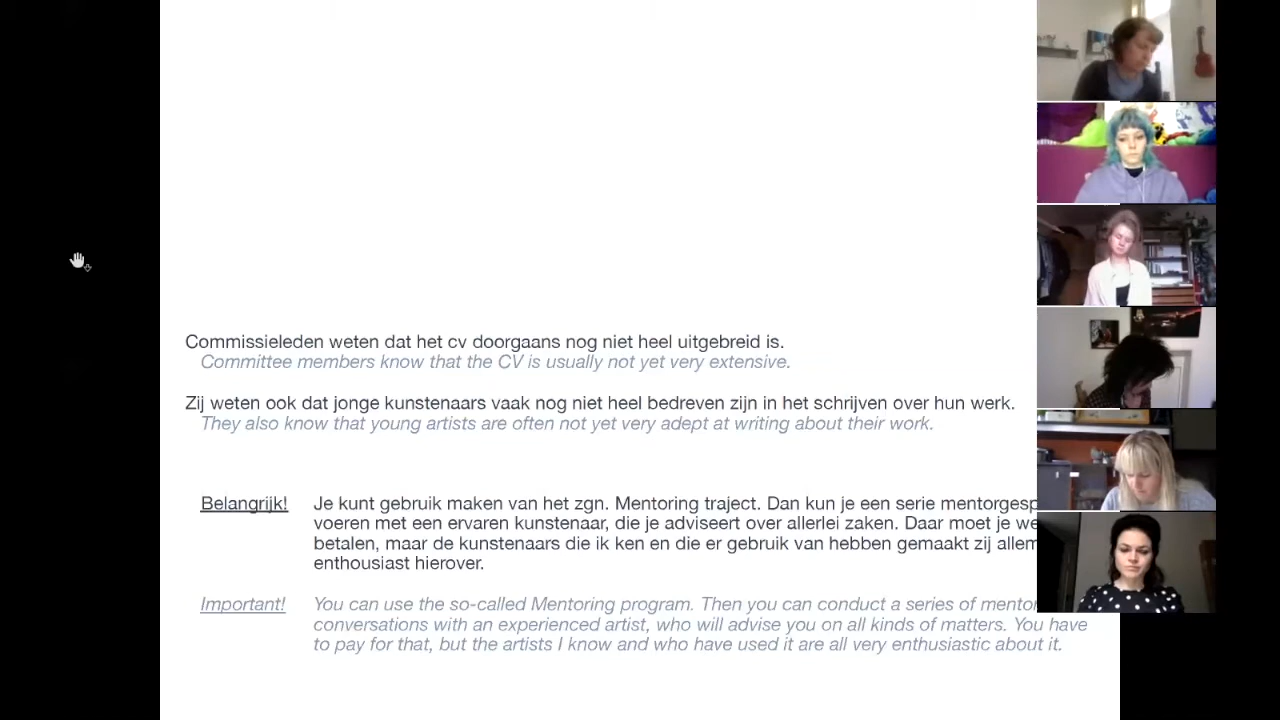 Commissieleden weten dat het cv doorgaans nog niet heel uitgebreid is.
Committee members know that the CV is usually not yet very extensive.
Zij weten ook dat jonge kunstenaars vaak nog niet heel bedreven zijn in het schrijven over hun werk.
They also know that young artists are often not yet very adept at writing about their work.
Belangrijk! Je kunt gebruik maken van het zgn. Mentoring traject. Dan kun je een serie
voeren met een ervaren kunstenaar, die je adviseert over allerlei zaken. Daar moet je
betalen, maar de kunstenaars die ik ken en die er gebruik van hebben gemaakt zij
enthousiast hierover.
Important! You can use the so-called Mentoring program. Then you can conduct a series of
conversations with an experienced artist, who will advise you on all kinds of matters. You have
to pay for that, but the artists I know and who have used it are all very enthusiastic about it.